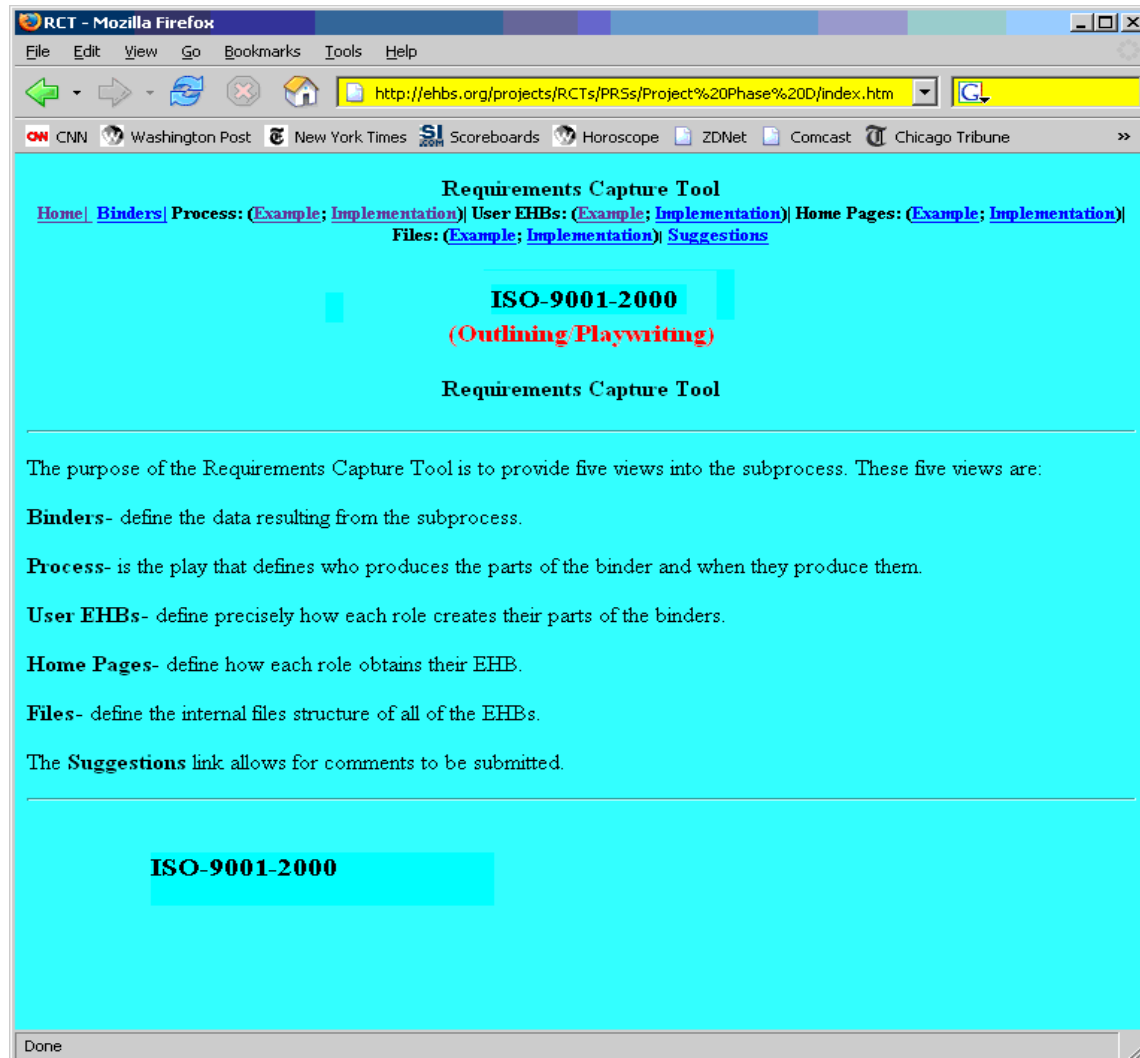 RCT - Mozilla Firefox
File Edit View Go Bookmarks Tools Help
http://ehbs.org/projects/RCTs/PRSs/Project%20Phase%20D/index.htm G
CNN CNN Washington Post New York Times SI.COM Scoreboards Horoscope ZDNet Comcast Chicago Tribune »
Requirements Capture Tool
Home| Binders| Process: (Example; Implementation)| User EHBs: (Example; Implementation)| Home Pages: (Example; Implementation)|
Files: (Example; Implementation)| Suggestions
ISO-9001-2000
(Outlining/Playwriting)
Requirements Capture Tool
The purpose of the Requirements Capture Tool is to provide five views into the subprocess. These five views are:
Binders- define the data resulting from the subprocess.
Process- is the play that defines who produces the parts of the binder and when they produce them.
User EHBs- define precisely how each role creates their parts of the binders.
Home Pages- define how each role obtains their EHB.
Files- define the internal files structure of all of the EHBs.
The Suggestions link allows for comments to be submitted.
ISO-9001-2000
Done